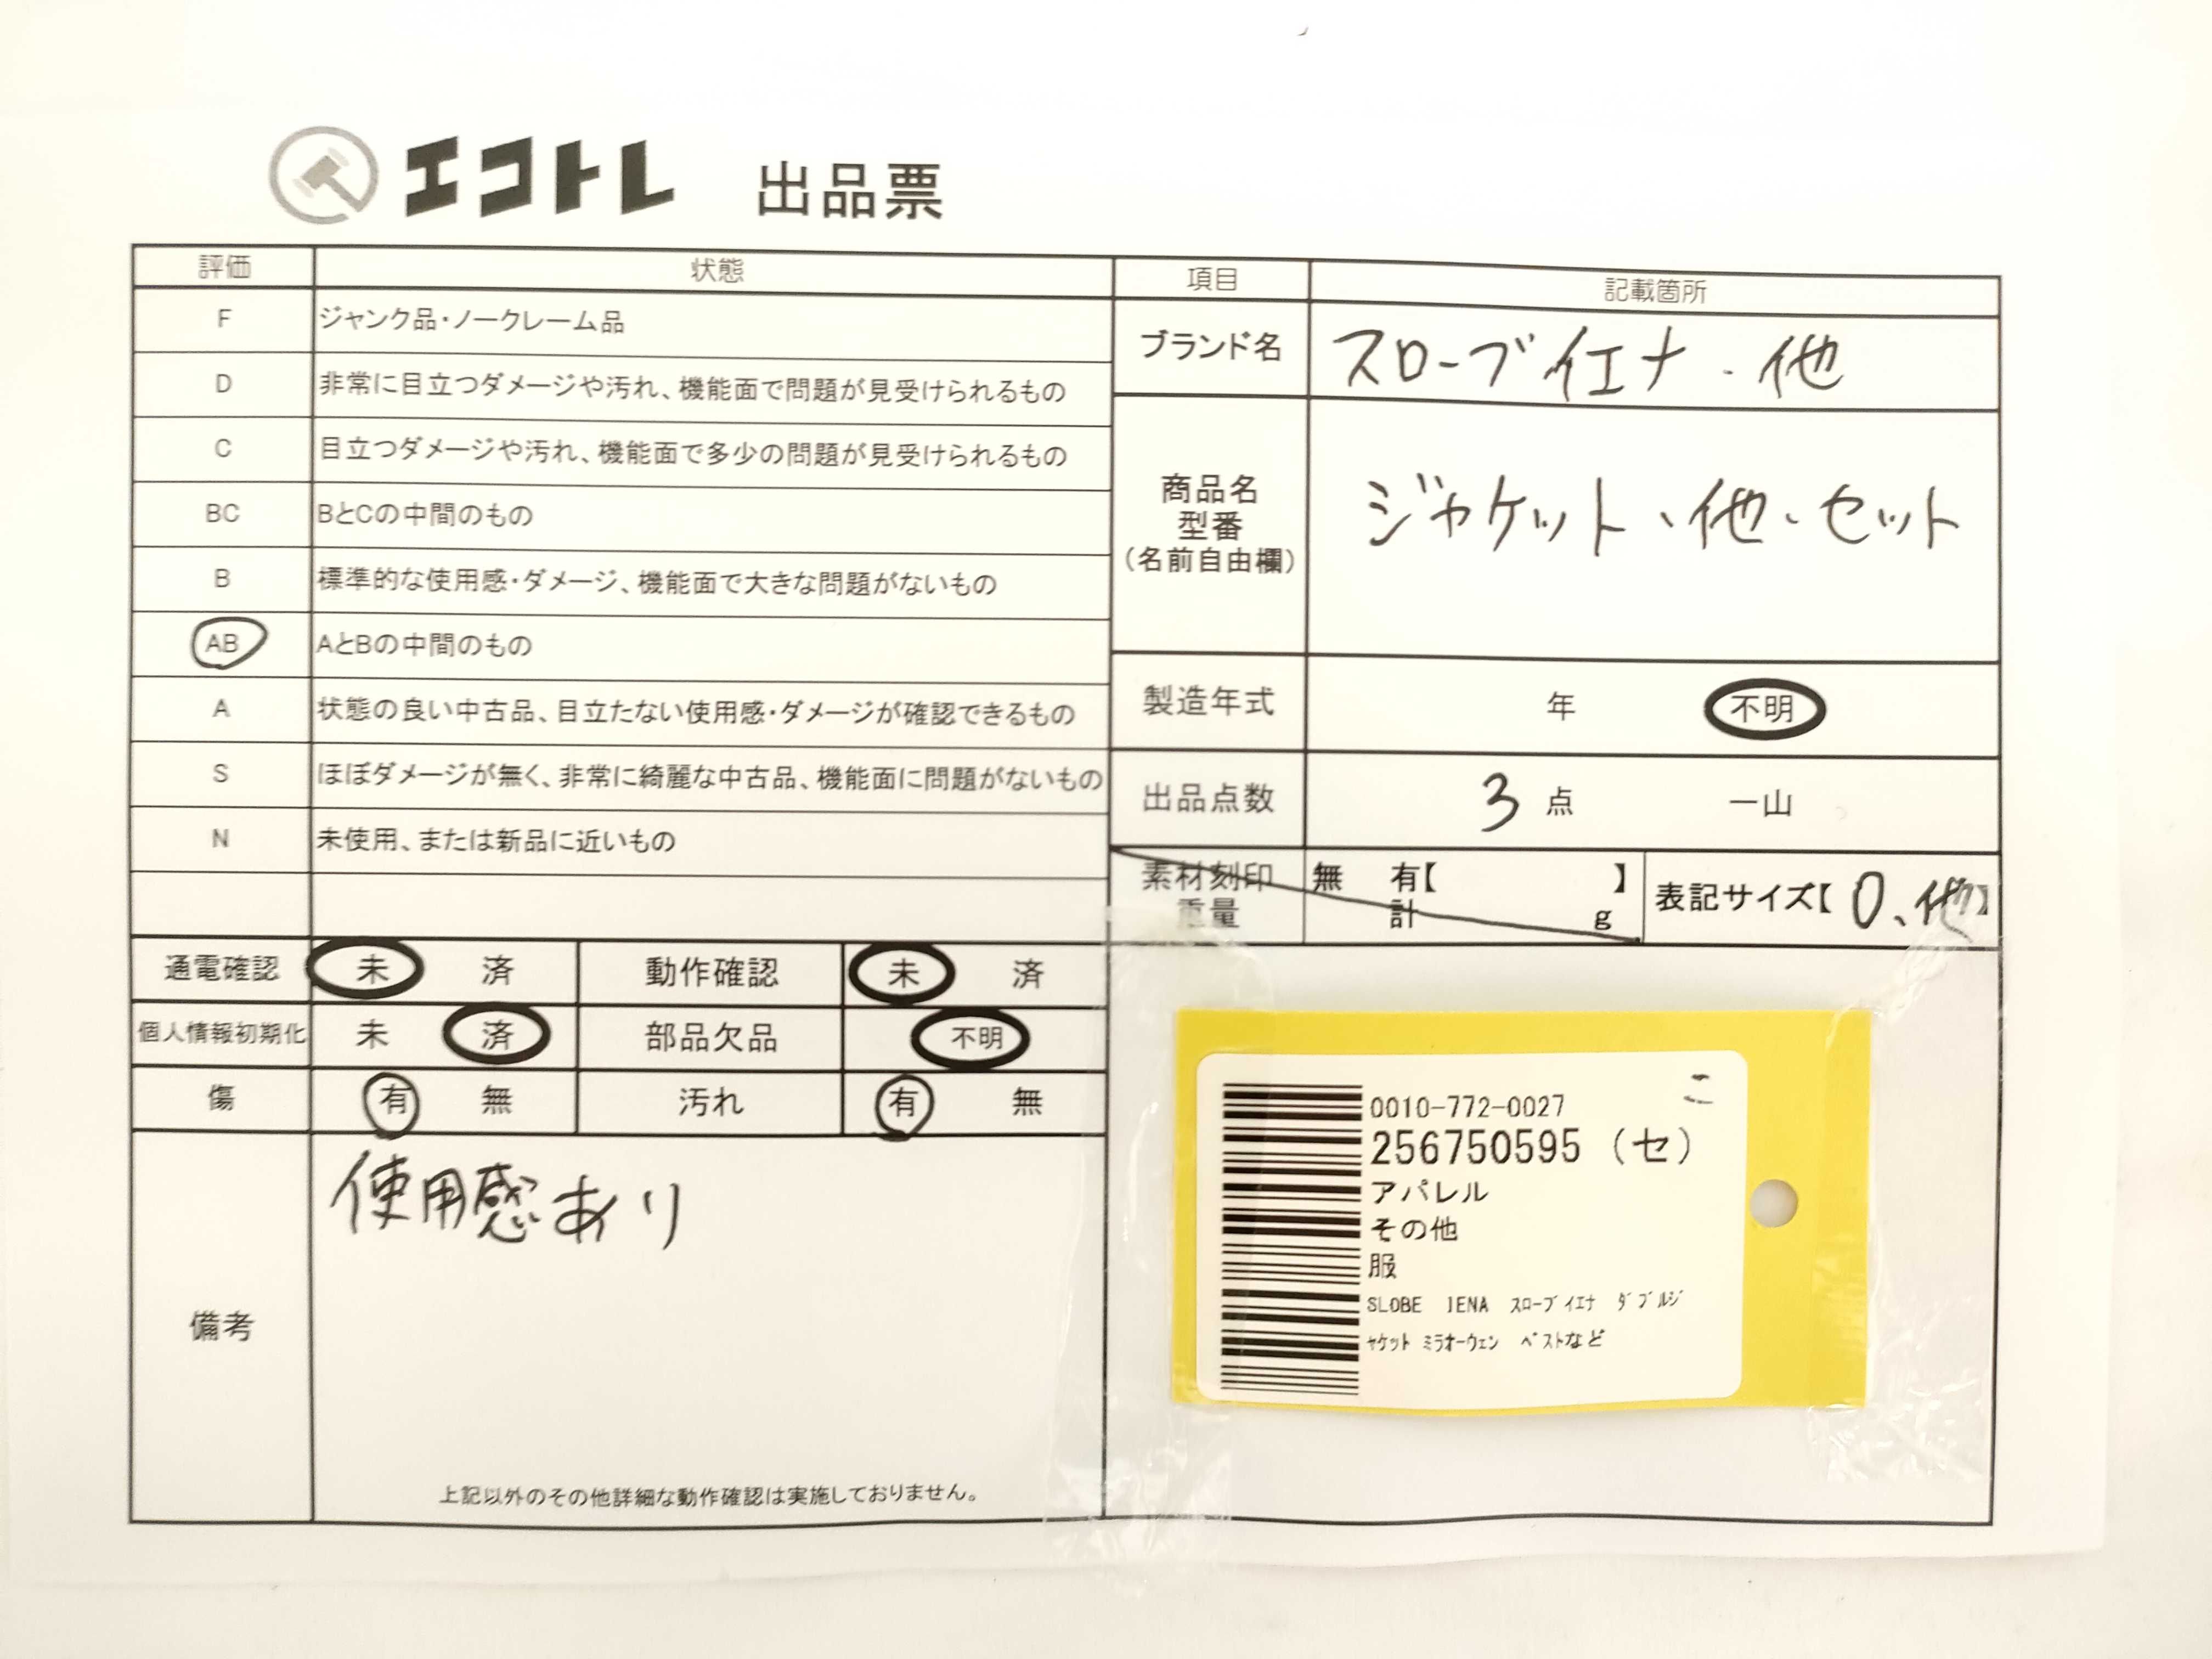 エコトレ 出品票
評価 状態
F ジャンク品・ノークレーム品
D 非常に目立つダメージや汚れ、機能面で問題が見受けられるもの
C 目立つダメージや汚れ、機能面で多少の問題が見受けられるもの
BC BとCの中間のもの
B 標準的な使用感・ダメージ、機能面で大きな問題がないもの
AB AとBの中間のもの
A 状態の良い中古品、目立たない使用感・ダメージが確認できるもの
S ほぼダメージが無く、非常に綺麗な中古品、機能面に問題がないもの
N 未使用、または新品に近いもの
通電確認 未 済 動作確認 未 済
個人情報初期化 未 済 部品欠品 不明
傷 有 無 汚れ 有 無
備考
使用感あり
上記以外のその他詳細な動作確認は実施しておりません。
項目 記載箇所
ブランド名 スローブイエナ・他
商品名
型番
(名前自由欄)
ジャケット、他、セット
製造年式 年 不明
出品点数 3 点 一山
素材刻印 無 有【 】
重量 計 g
表記サイズ【0、他】
こ
0010-772-0027
256750595 (セ)
アパレル
その他
服
SLOBE IENA スローブイエナ ダブルジ
ャケット ミラオーウェン ベストなど